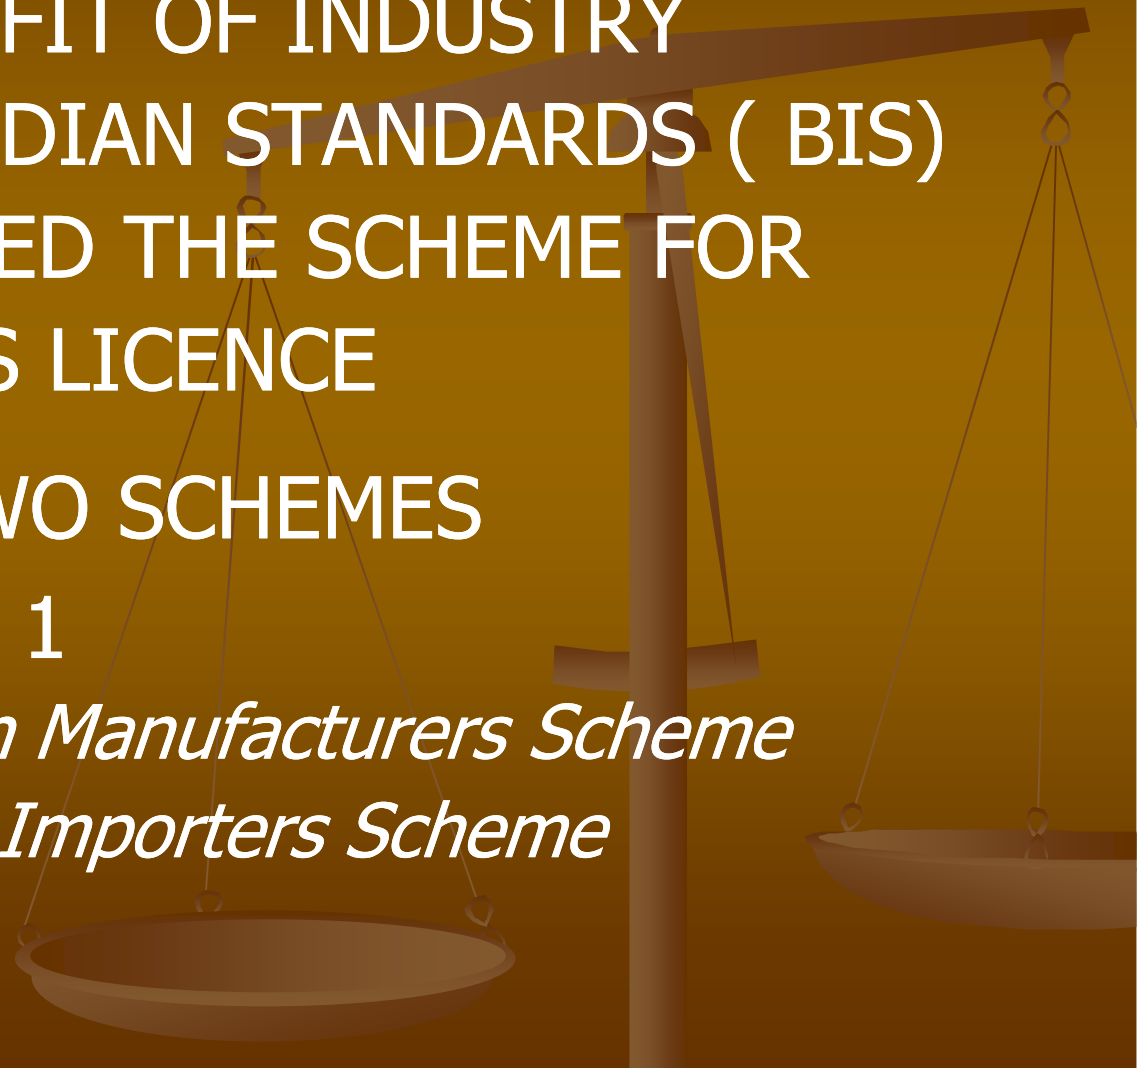 FIT OF INDUSTRY
DIAN STANDARDS ( BIS)
ED THE SCHEME FOR
S LICENCE
WO SCHEMES
1
n Manufacturers Scheme
Importers Scheme